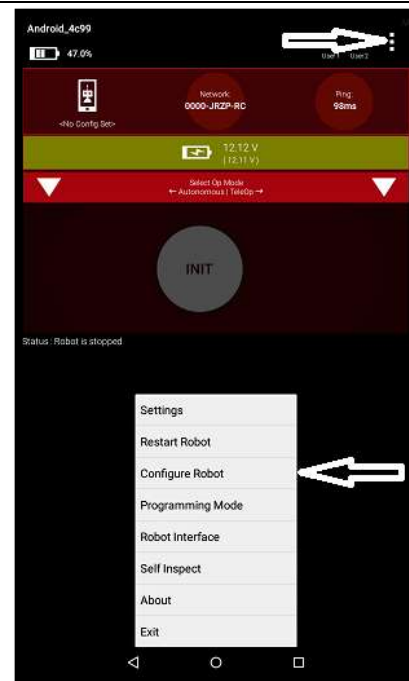 Android_4c99
47.0%
User1 User2
Network:
0000-JRZP-RC
Ping:
98ms
<No Config Set>
12.12 V
(12.11 V)
Select Op Mode
← Autonomous | TeleOp →
INIT
Status : Robot is stopped
Settings
Restart Robot
Configure Robot
Programming Mode
Robot Interface
Self Inspect
About
Exit